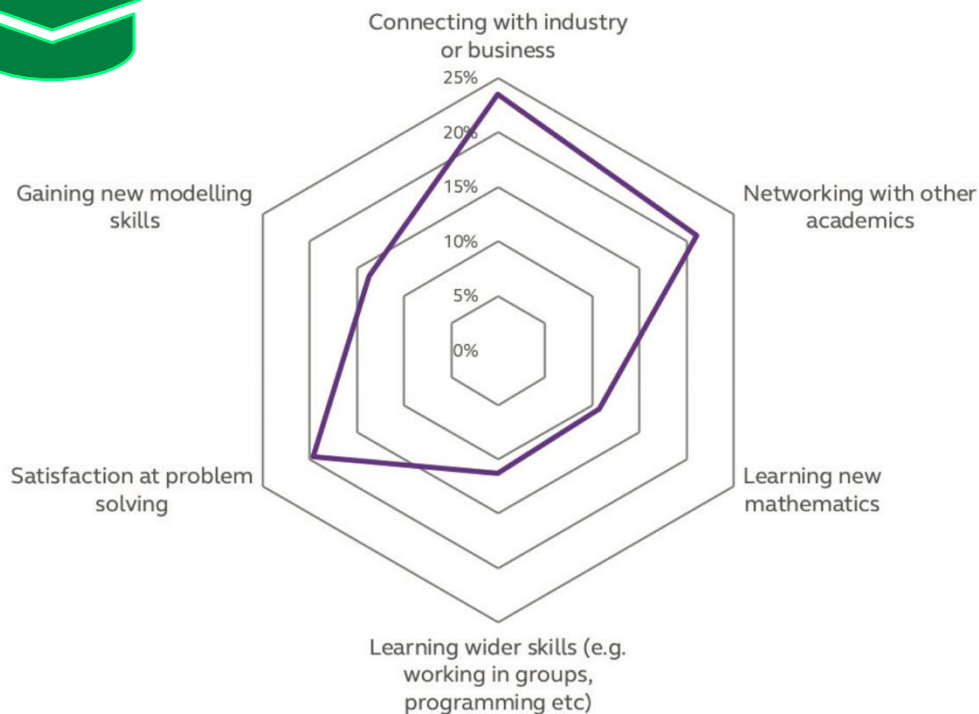 Connecting with industry
or business
25%
20%
15%
10%
5%
0%
Networking with other
academics
Learning new
mathematics
Learning wider skills (e.g.
working in groups,
programming etc)
Satisfaction at problem
solving
Gaining new modelling
skills